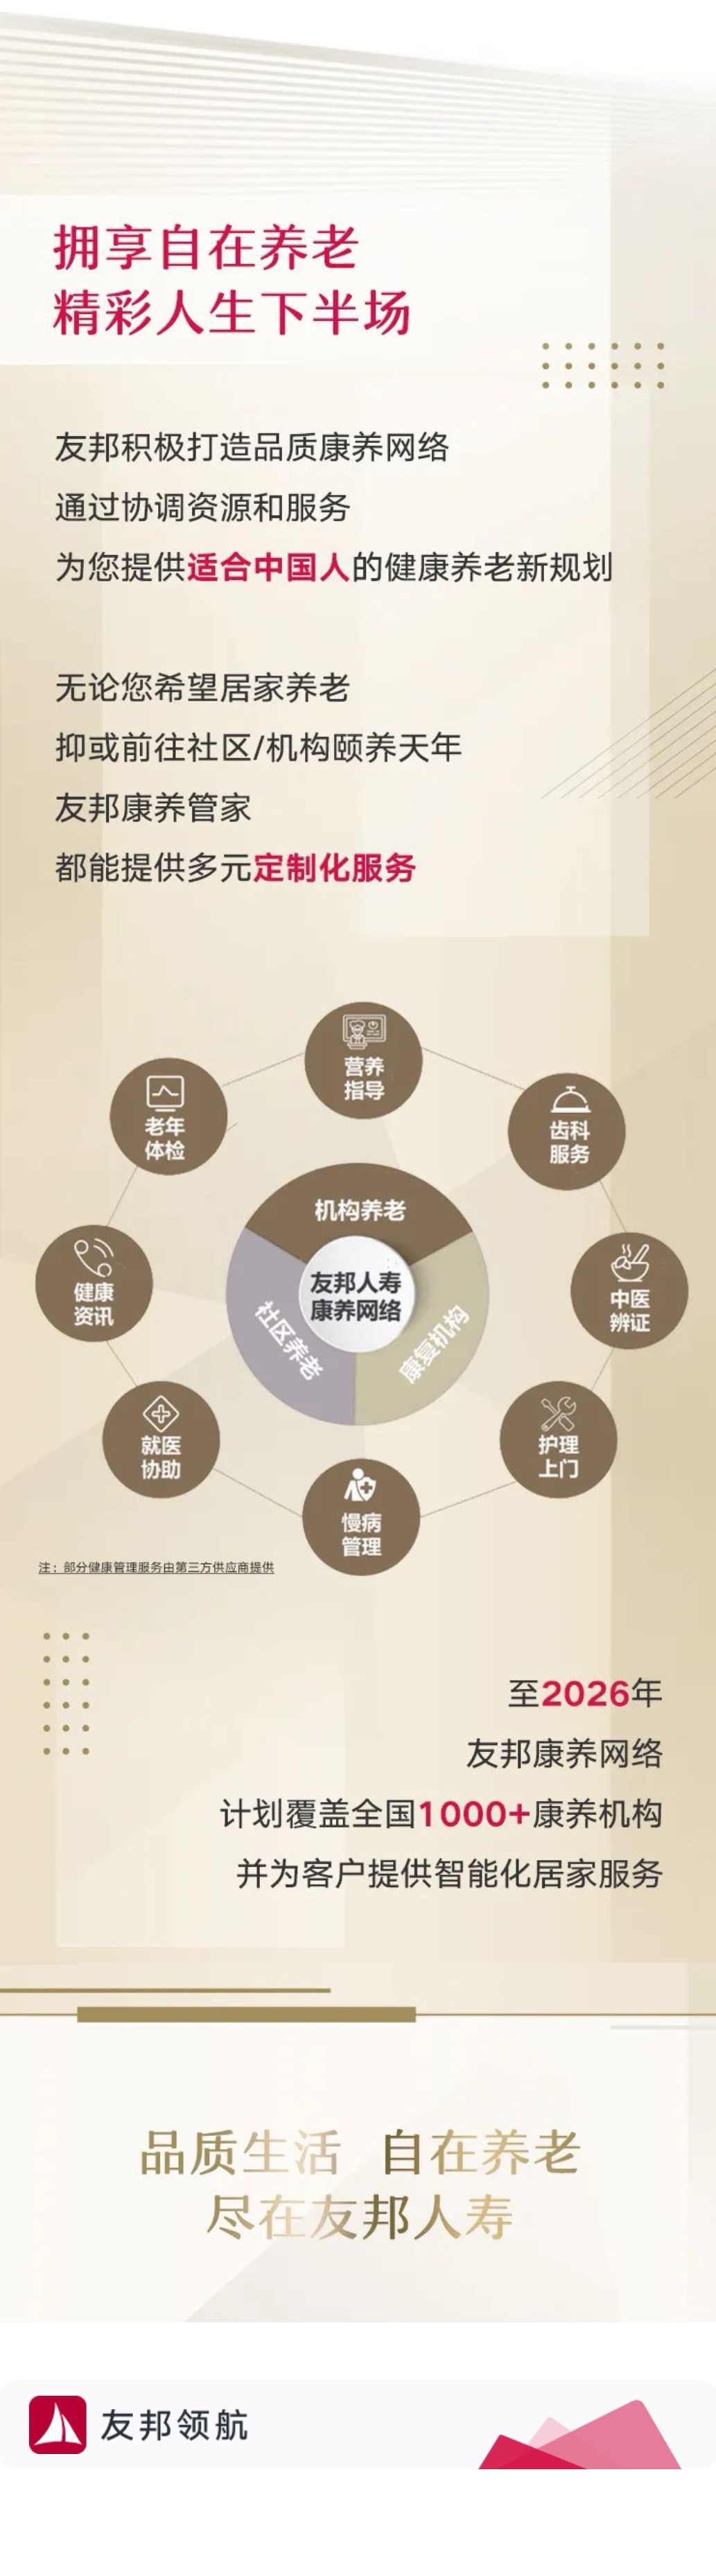 拥享自在养老
精彩人生下半场
友邦积极打造品质康养网络
通过协调资源和服务
为您提供适合中国人的健康养老新规划
无论您希望居家养老
抑或前往社区/机构颐养天年
友邦康养管家
都能提供多元定制化服务
营养
指导
老年
体检
齿科
服务
机构养老
友邦人寿
康养网络
社区养老
康复机构
健康
资讯
中医
辨证
就医
协助
护理
上门
慢病
管理
注：部分健康管理服务由第三方供应商提供
至2026年
友邦康养网络
计划覆盖全国1000+康养机构
并为客户提供智能化居家服务
品质生活 自在养老
尽在友邦人寿
友邦领航